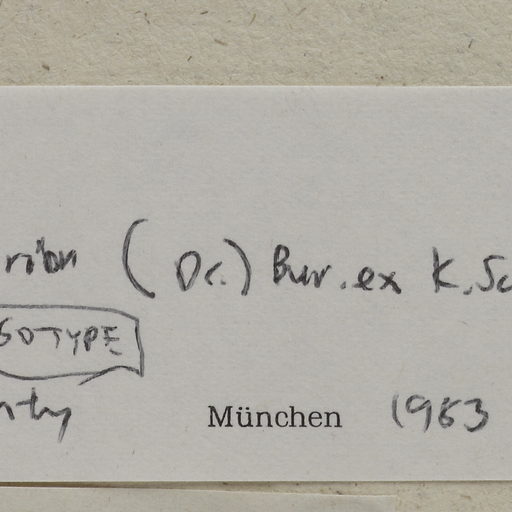 (Dc.) Bur. ex K. Sc
SOTYPE
München 1963